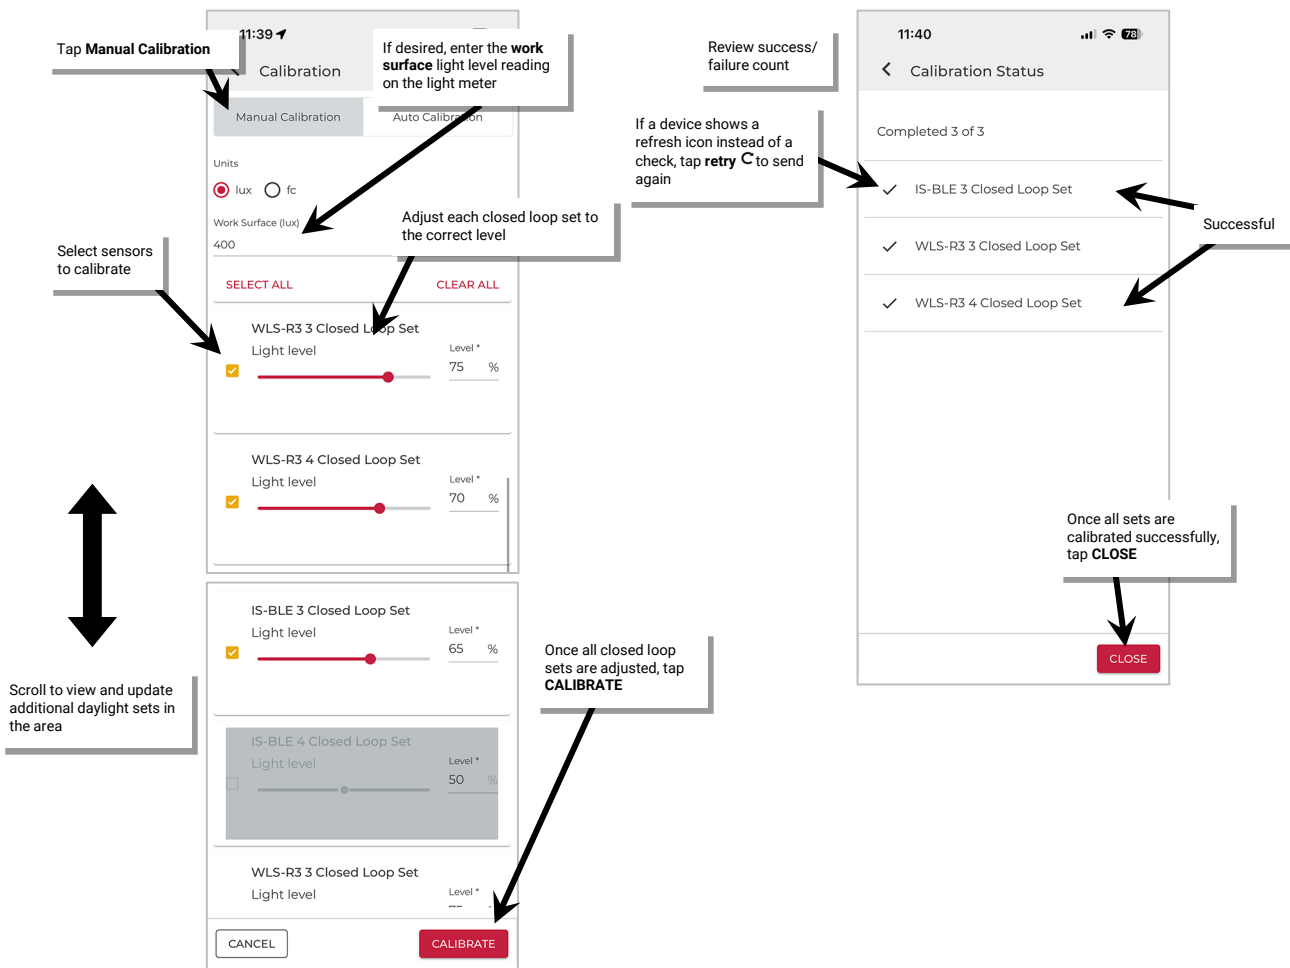 Tap Manual Calibration
11:39
If desired, enter the work
surface light level reading
on the light meter
Calibration
Manual Calibration
Auto Calibration
Units
lux
fc
Work Surface (lux)
400
Adjust each closed loop set to
the correct level
Select sensors
to calibrate
SELECT ALL
CLEAR ALL
WLS-R3 3 Closed Loop Set
Light level
Level *
75 %
WLS-R3 4 Closed Loop Set
Light level
Level *
70 %
IS-BLE 3 Closed Loop Set
Light level
Level *
65 %
Scroll to view and update
additional daylight sets in
the area
IS-BLE 4 Closed Loop Set
Light level
Level *
50 %
WLS-R3 3 Closed Loop Set
Light level
Level *
Once all closed loop
sets are adjusted, tap
CALIBRATE
CANCEL
CALIBRATE
Review success/
failure count
11:40
78
Calibration Status
Completed 3 of 3
If a device shows a
refresh icon instead of a
check, tap retry to send
again
IS-BLE 3 Closed Loop Set
WLS-R3 3 Closed Loop Set
WLS-R3 4 Closed Loop Set
Successful
Once all sets are
calibrated successfully,
tap CLOSE
CLOSE